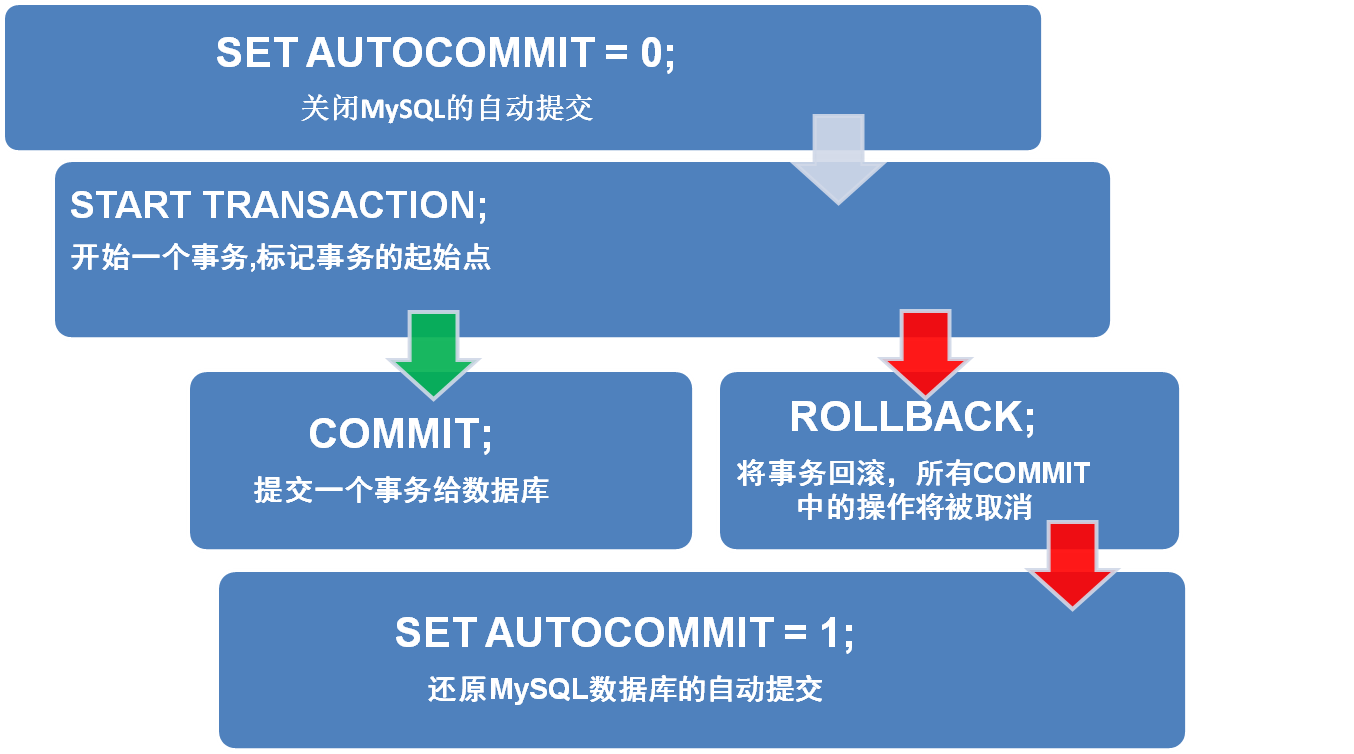 SET AUTOCOMMIT = 0;
关闭MySQL的自动提交
START TRANSACTION;
开始一个事务,标记事务的起始点
COMMIT;
提交一个事务给数据库
ROLLBACK;
将事务回滚，所有COMMIT
中的操作将被取消
SET AUTOCOMMIT = 1;
还原MySQL数据库的自动提交